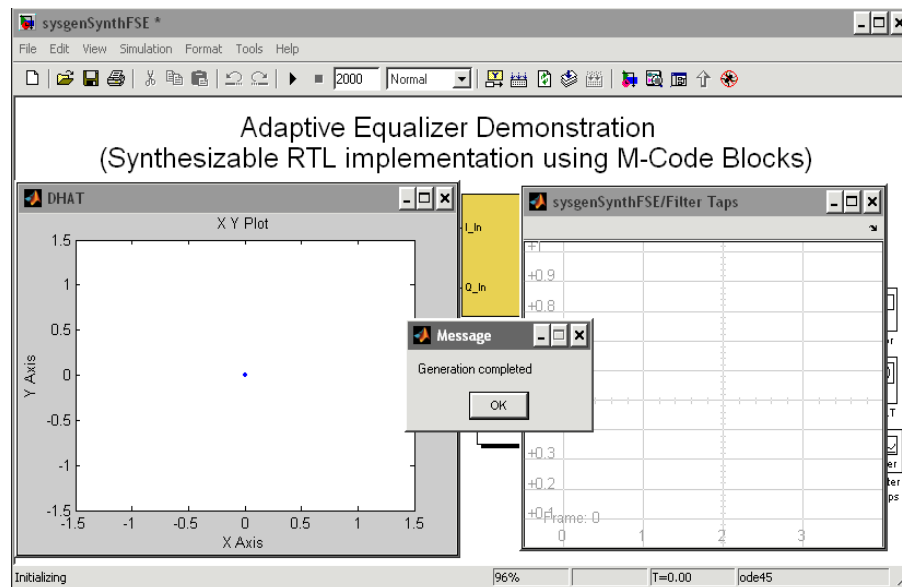 sysgenSynthFSE *
File Edit View Simulation Format Tools Help
2000 Normal
Adaptive Equalizer Demonstration
(Synthesizable RTL implementation using M-Code Blocks)
DHAT
X Y Plot
1.5
1
0.5
0
-0.5
-1
-1.5
-1.5 -1 -0.5 0 0.5 1 1.5
X Axis
Y Axis
I_In
Q_In
sysgenSynthFSE/Filter Taps
+1
+0.9
+0.8
+0.3
+0.2
+0.1
Frame: 0
0 1 2 3
Message
Generation completed
OK
Initializing 96% T=0.00 ode45